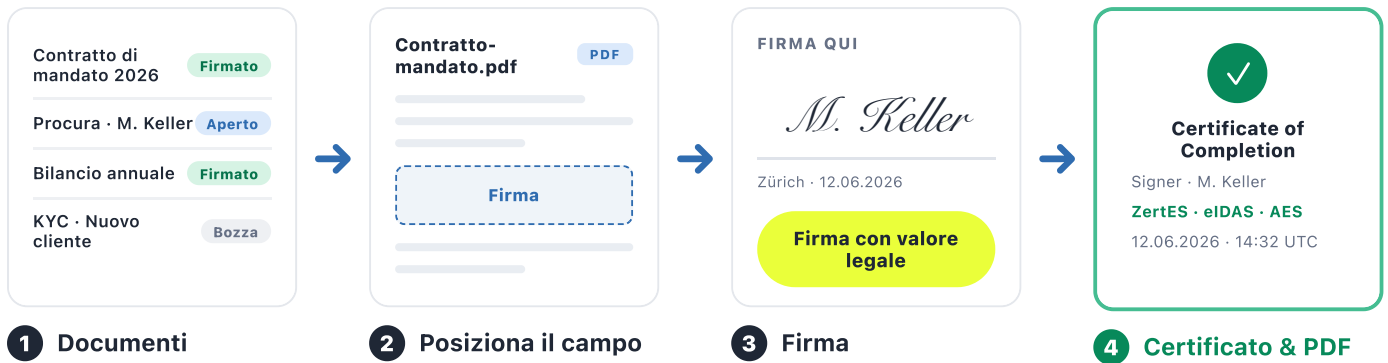 Contratto di
mandato 2026
Firmato
Procura · M. Keller
Aperto
Bilancio annuale
Firmato
KYC · Nuovo
cliente
Bozza
1 Documenti
Contratto-
mandato.pdf
PDF
Firma
2 Posiziona il campo
FIRMA QUI
M. Keller
Zürich · 12.06.2026
Firma con valore
legale
3 Firma
Certificate of
Completion
Signer · M. Keller
ZertES · eIDAS · AES
12.06.2026 · 14:32 UTC
4 Certificato & PDF